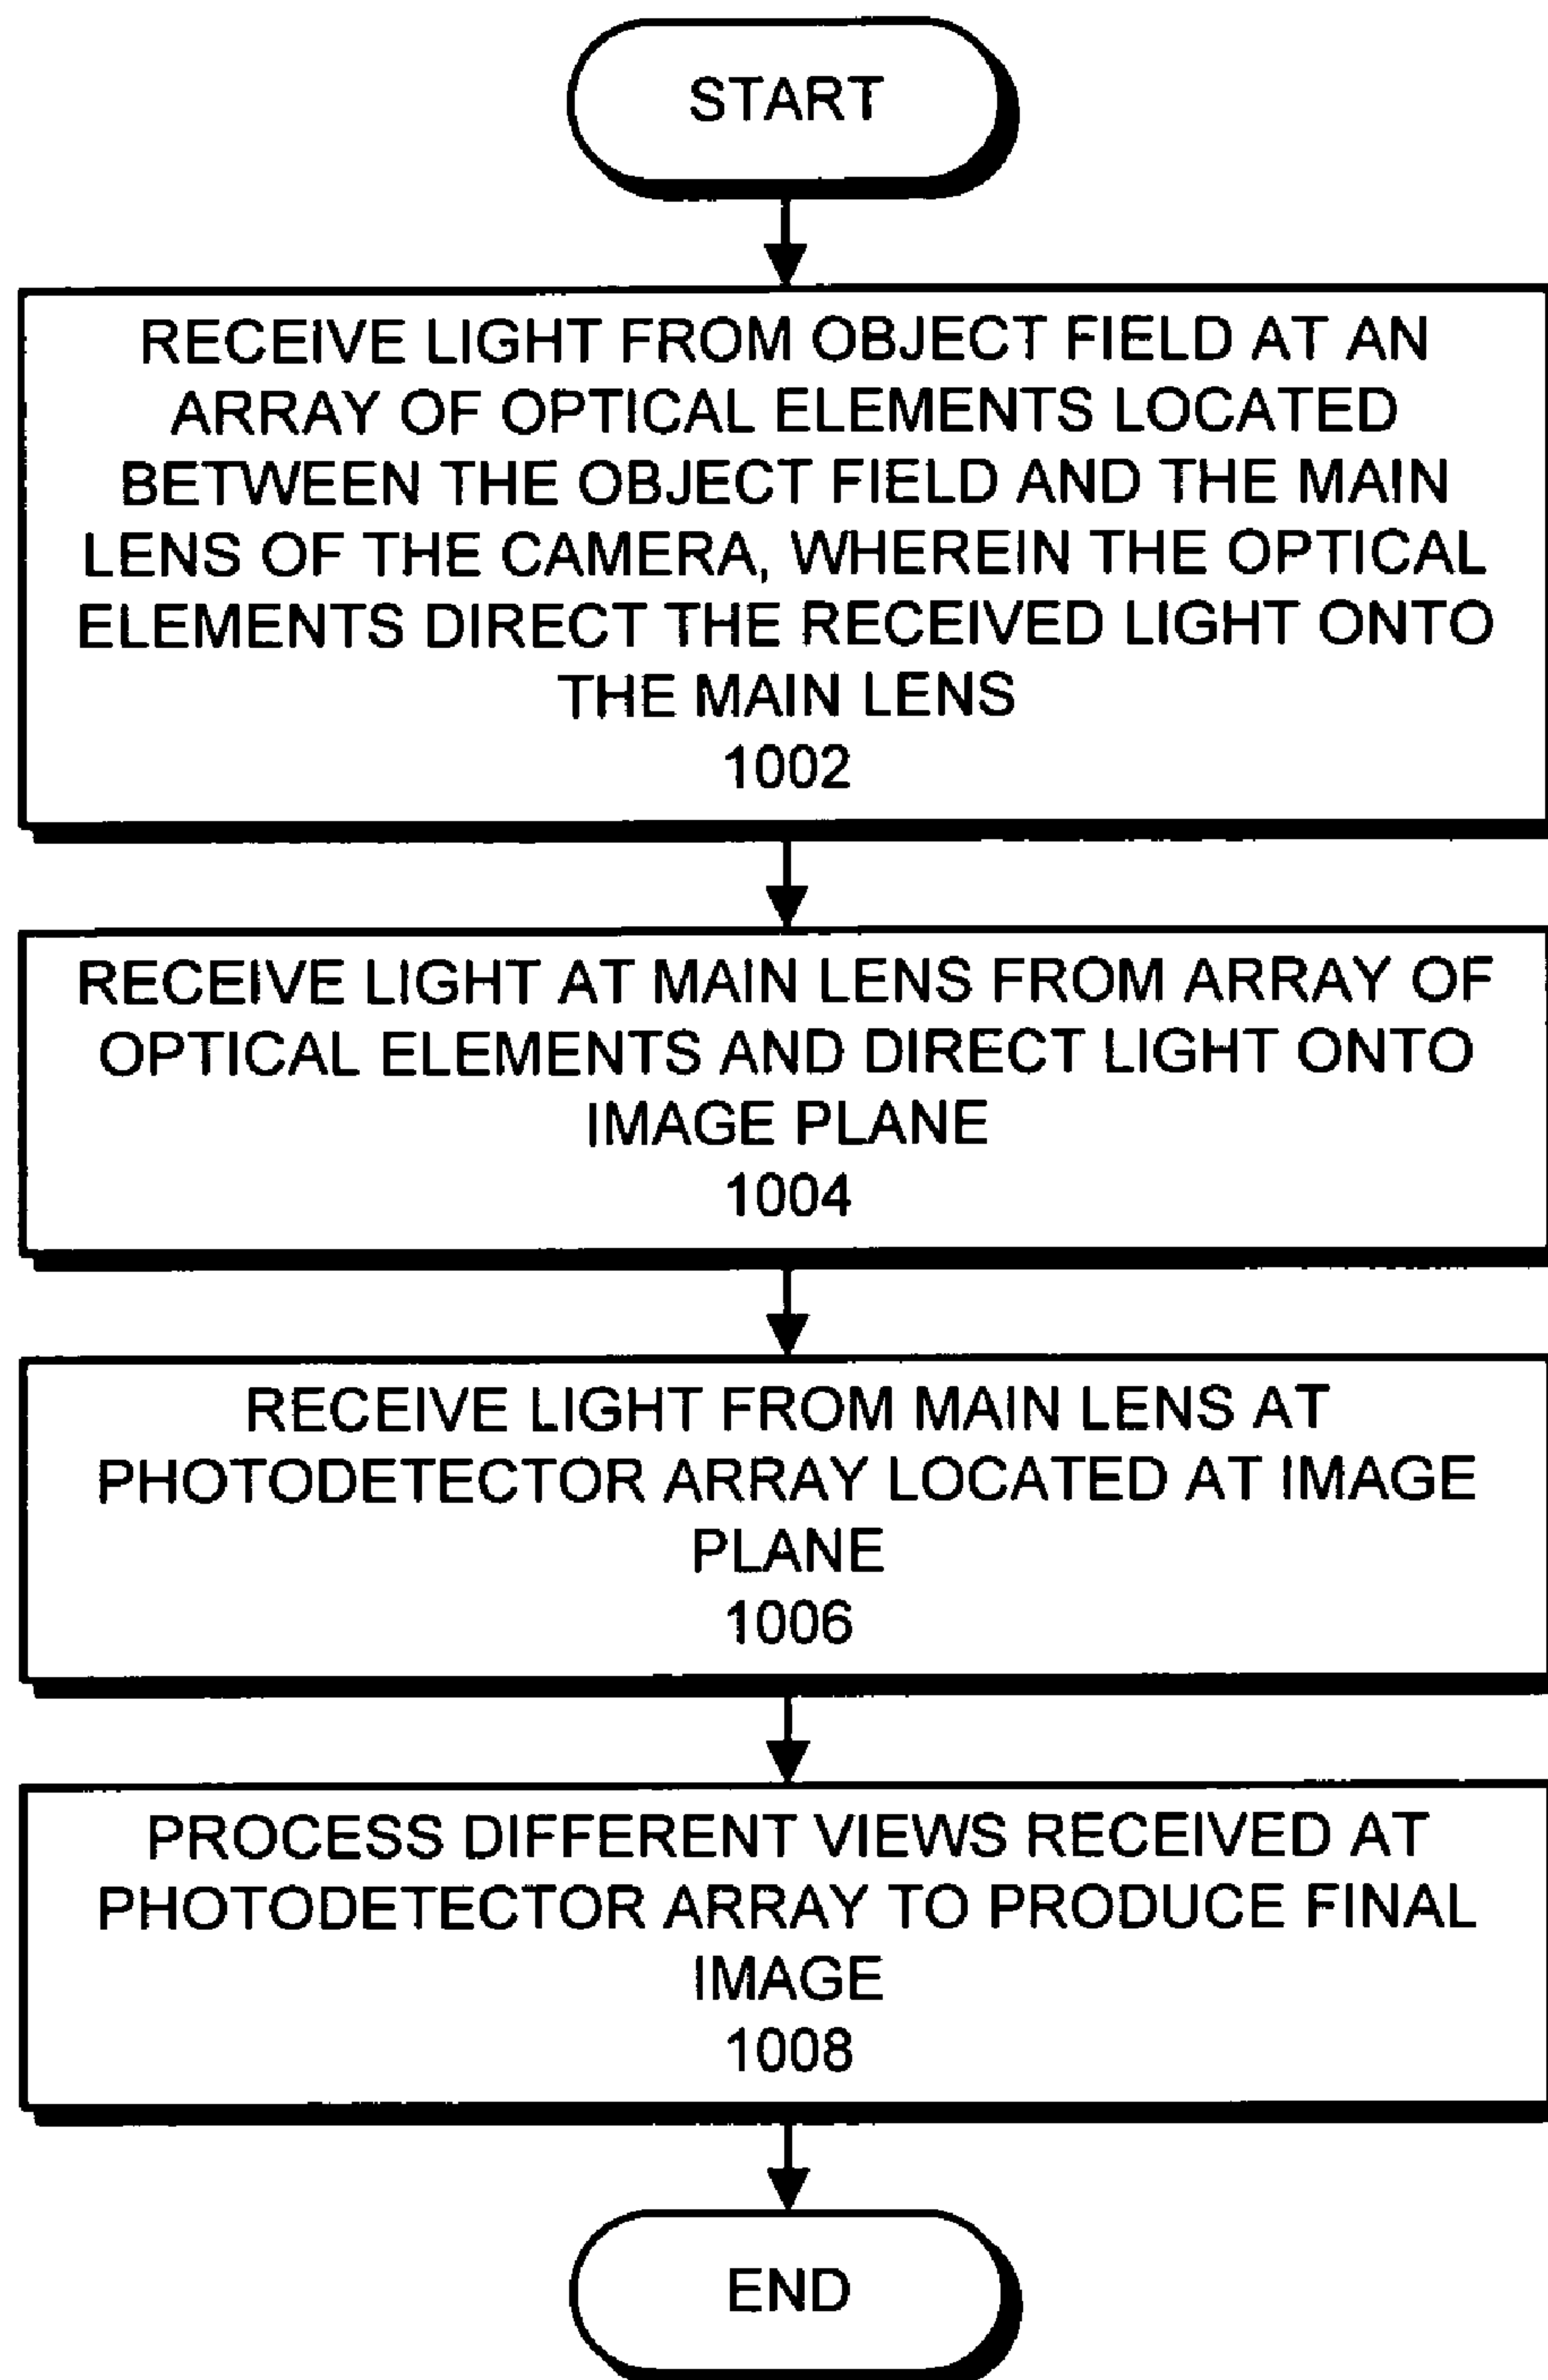 START
RECEIVE LIGHT FROM OBJECT FIELD AT AN
ARRAY OF OPTICAL ELEMENTS LOCATED
BETWEEN THE OBJECT FIELD AND THE MAIN
LENS OF THE CAMERA, WHEREIN THE OPTICAL
ELEMENTS DIRECT THE RECEIVED LIGHT ONTO
THE MAIN LENS
1002
RECEIVE LIGHT AT MAIN LENS FROM ARRAY OF
OPTICAL ELEMENTS AND DIRECT LIGHT ONTO
IMAGE PLANE
1004
RECEIVE LIGHT FROM MAIN LENS AT
PHOTODETECTOR ARRAY LOCATED AT IMAGE
PLANE
1006
PROCESS DIFFERENT VIEWS RECEIVED AT
PHOTODETECTOR ARRAY TO PRODUCE FINAL
IMAGE
1008
END